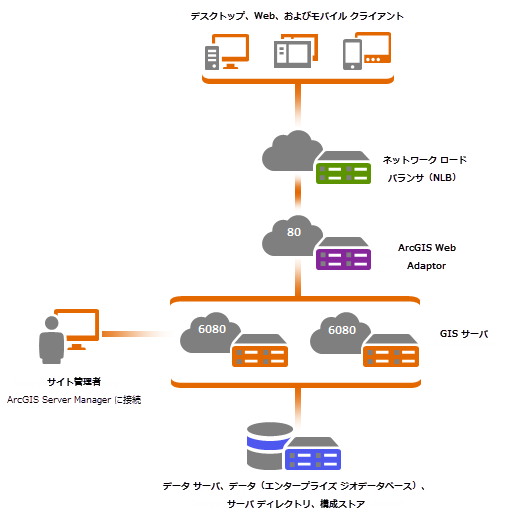 デスクトップ、Web、およびモバイル クライアント
ネットワーク ロード
バランサ（NLB）
80
ArcGIS Web
Adaptor
6080
6080
GIS サーバ
サイト管理者
ArcGIS Server Manager に接続
データ サーバ、データ（エンタープライズ ジオデータベース）、
サーバ ディレクトリ、構成ストア